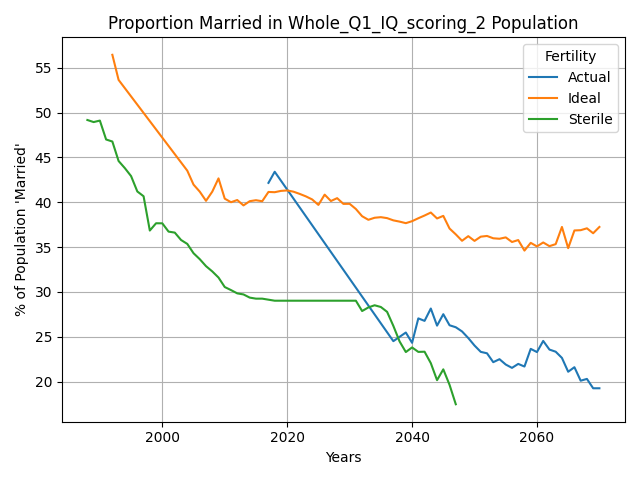 Proportion Married in Whole_Q1_IQ_scoring_2 Population
Fertility
Actual
Ideal
Sterile
% of Population 'Married'
55
50
45
40
35
30
25
20
2000
2020
2040
2060
Years